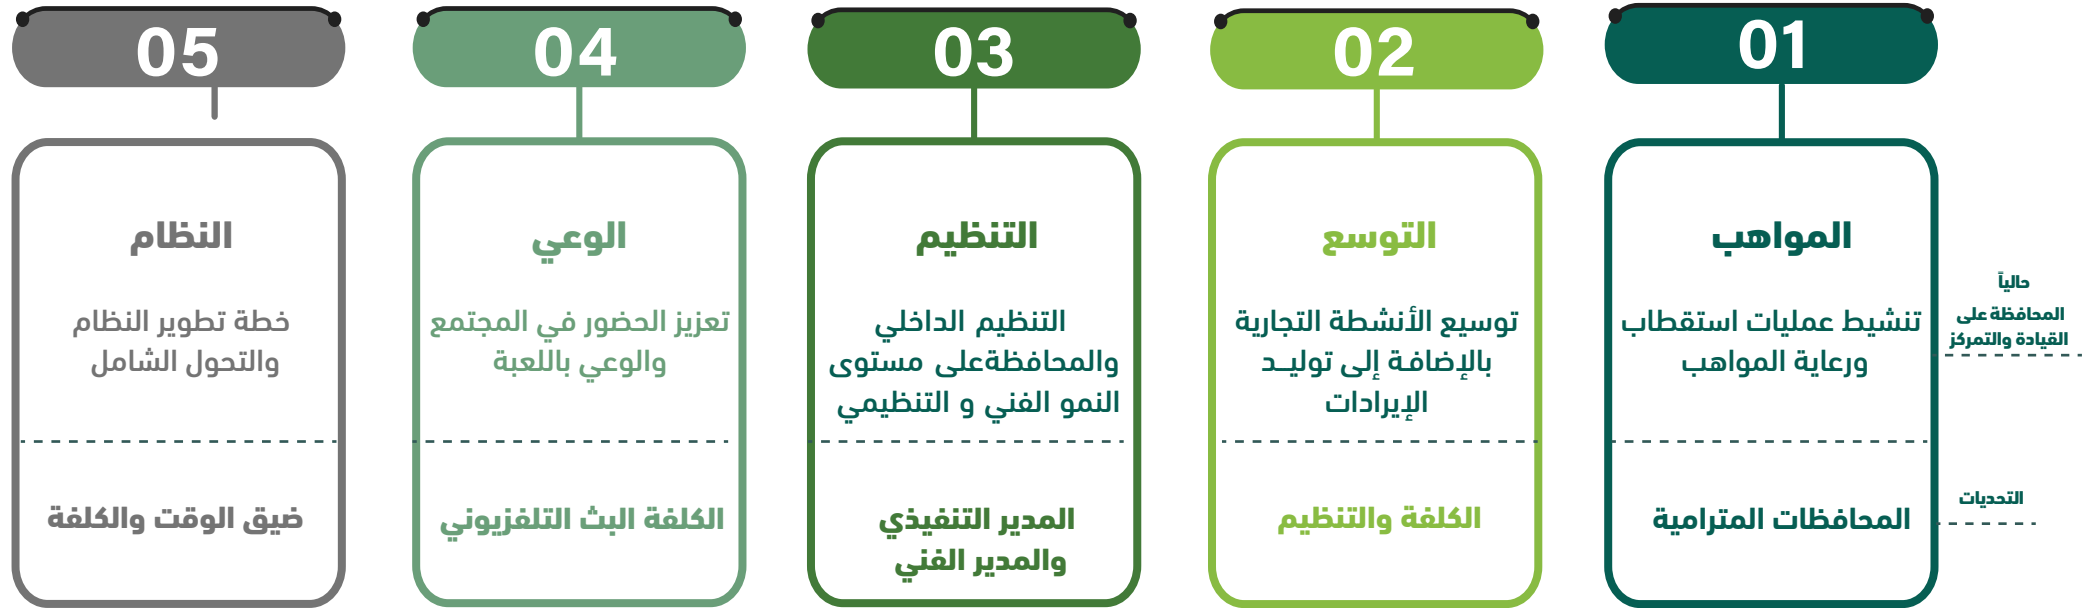 01
المواهب
تنشيط عمليات استقطاب
ورعاية المواهب
المحافظات المترامية
02
التوسع
توسيع الأنشطة التجارية
بالإضافة إلى توليـد
الإيرادات
الكلفة والتنظيم
03
التنظيم
التنظيم الداخلي
والمحافظةعلى مستوى
النمو الفني و التنظيمي
المدير التنفيذي
والمدير الفني
04
الوعي
تعزيز الحضور في المجتمع
والوعي باللعبة
الكلفة البث التلفزيوني
05
النظام
خطة تطوير النظام
والتحول الشامل
ضيق الوقت والكلفة
حالياً
المحافظة على
القيادة والتمركز
التحديات